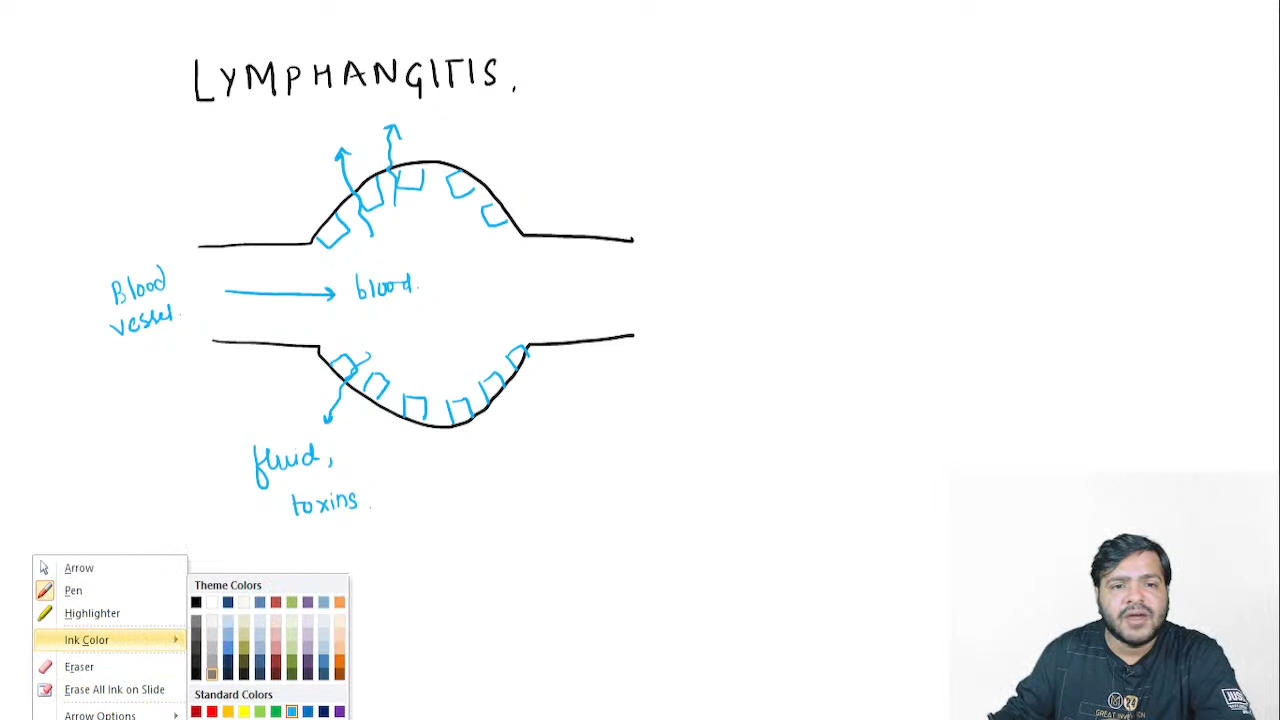 LYMPHANGITIS.
Blood
vessel.
blood.
fluid,
toxins.
Arrow
Pen
Highlighter
Ink Color
Eraser
Erase All Ink on Slide
Arrow Options
Theme Colors
Standard Colors
GREAT